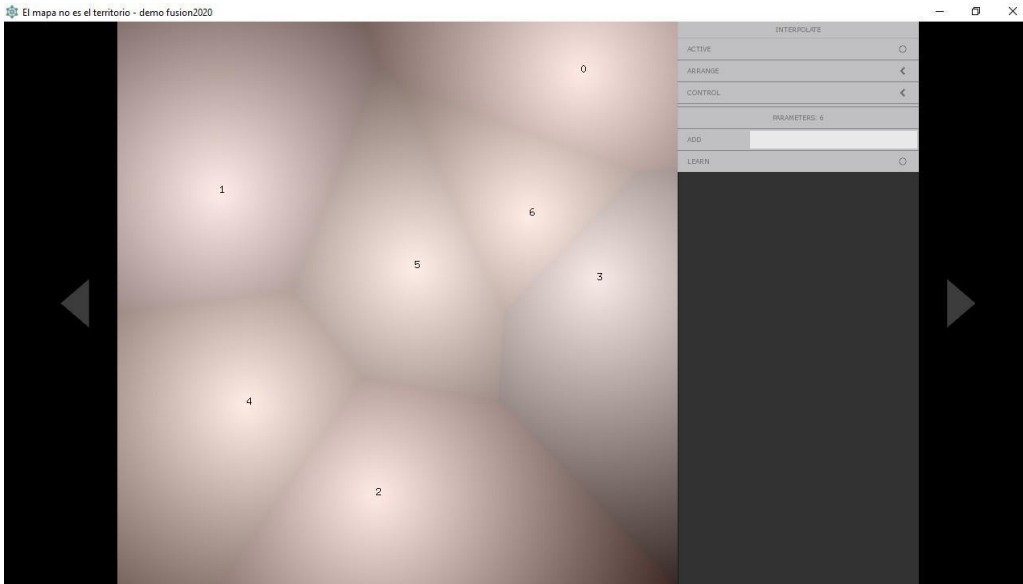 El mapa no es el territorio - demo fusion2020
INTERPOLATE
ACTIVE
ARRANGE
CONTROL
PARAMETERS: 6
ADD
LEARN
0
1
6
5
3
4
2